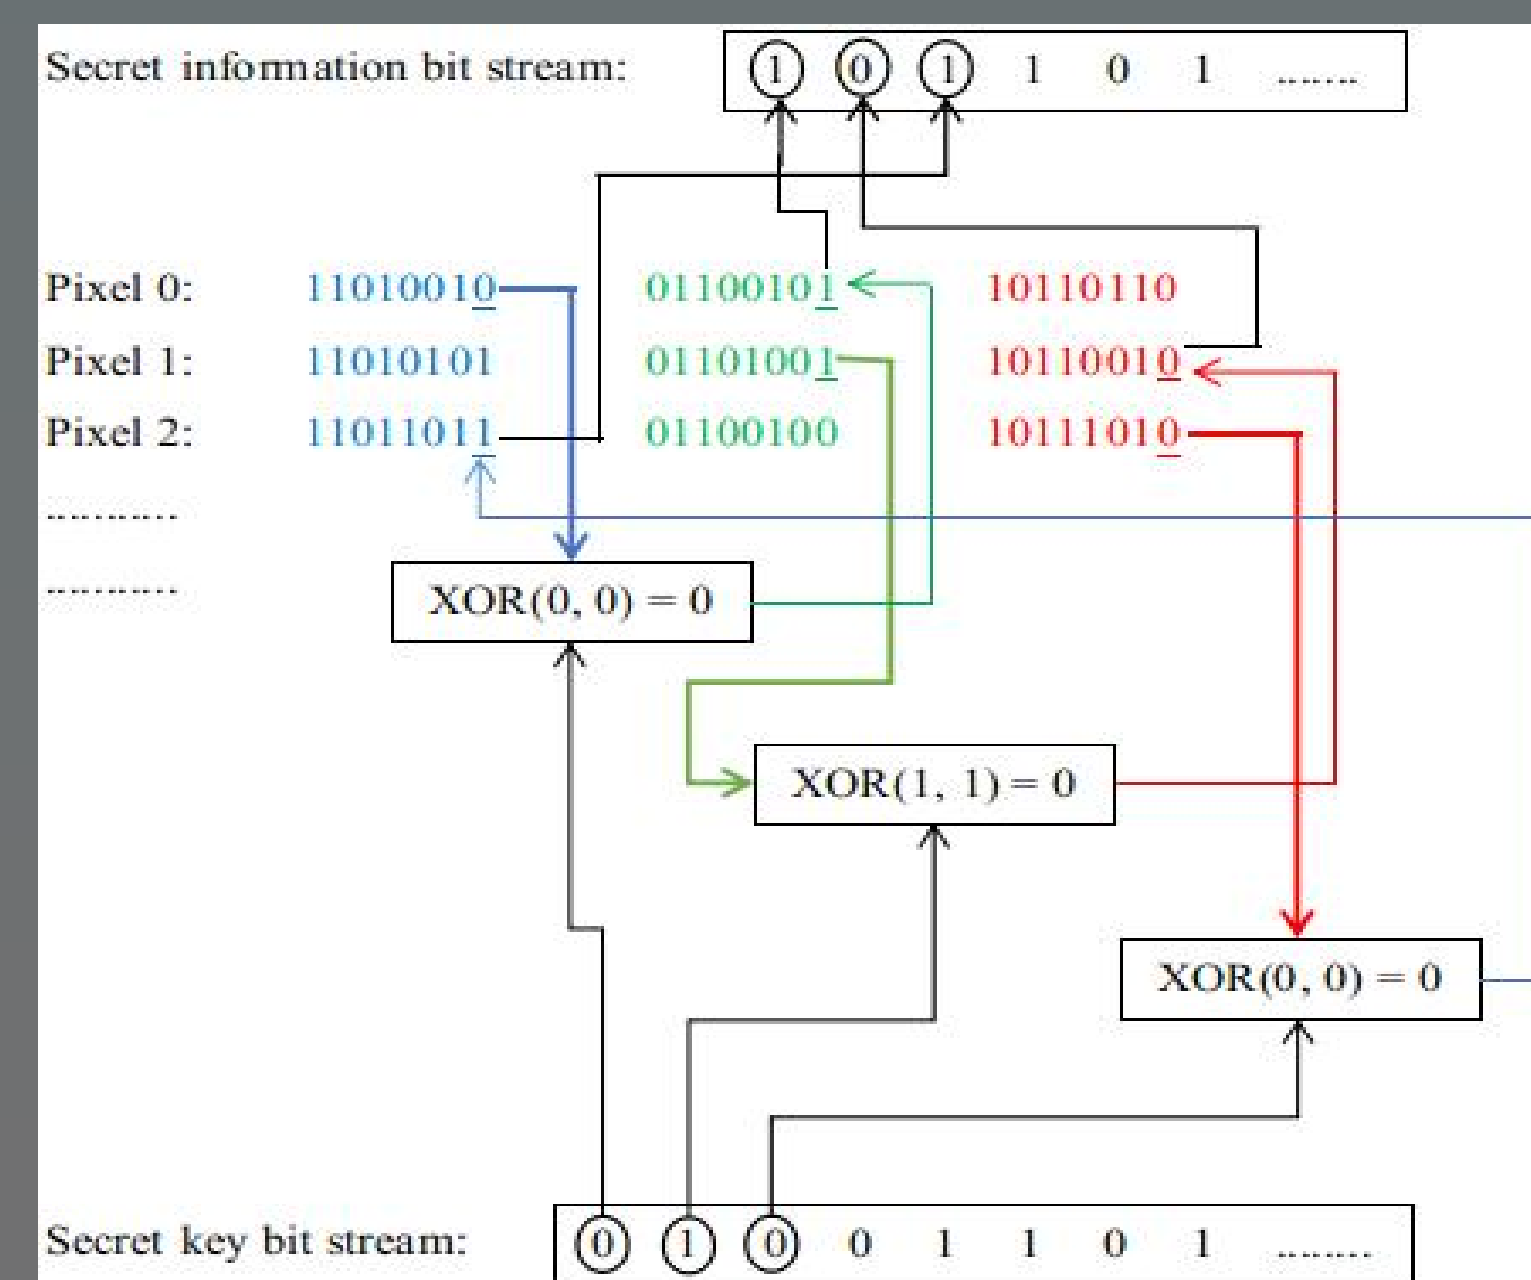 Secret information bit stream: 1 0 1 1 0 1 .......
Pixel 0: 11010010 01100101 10110110
Pixel 1: 11010101 01101001 10110010
Pixel 2: 11011011 01100100 10111010
...........
...........
XOR(0, 0) = 0
XOR(1, 1) = 0
XOR(0, 0) = 0
Secret key bit stream: 0 1 0 0 1 1 0 1 ........